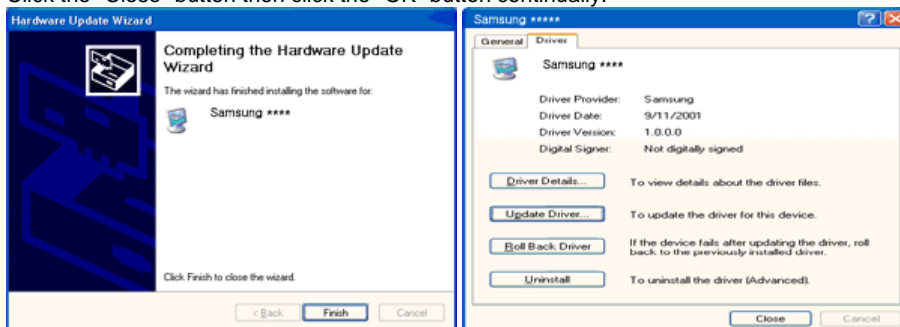 Click the "Close" button/ then click the "OK" button continually.
Hardware Update Wizard
Completing the Hardware Update
Wizard
The wizard has finished installing the software for:
Samsung ****
Click Finish to close the wizard.
< Back
Finish
Cancel
Samsung *****
General
Driver
Samsung ****
Driver Provider: Samsung
Driver Date: 9/11/2001
Driver Version: 1.0.0.0
Digital Signer: Not digitally signed
Driver Details... To view details about the driver files.
Update Driver... To update the driver for this device.
Roll Back Driver If the device fails after updating the driver, roll
back to the previously installed driver.
Uninstall To uninstall the driver (Advanced).
Close
Cancel